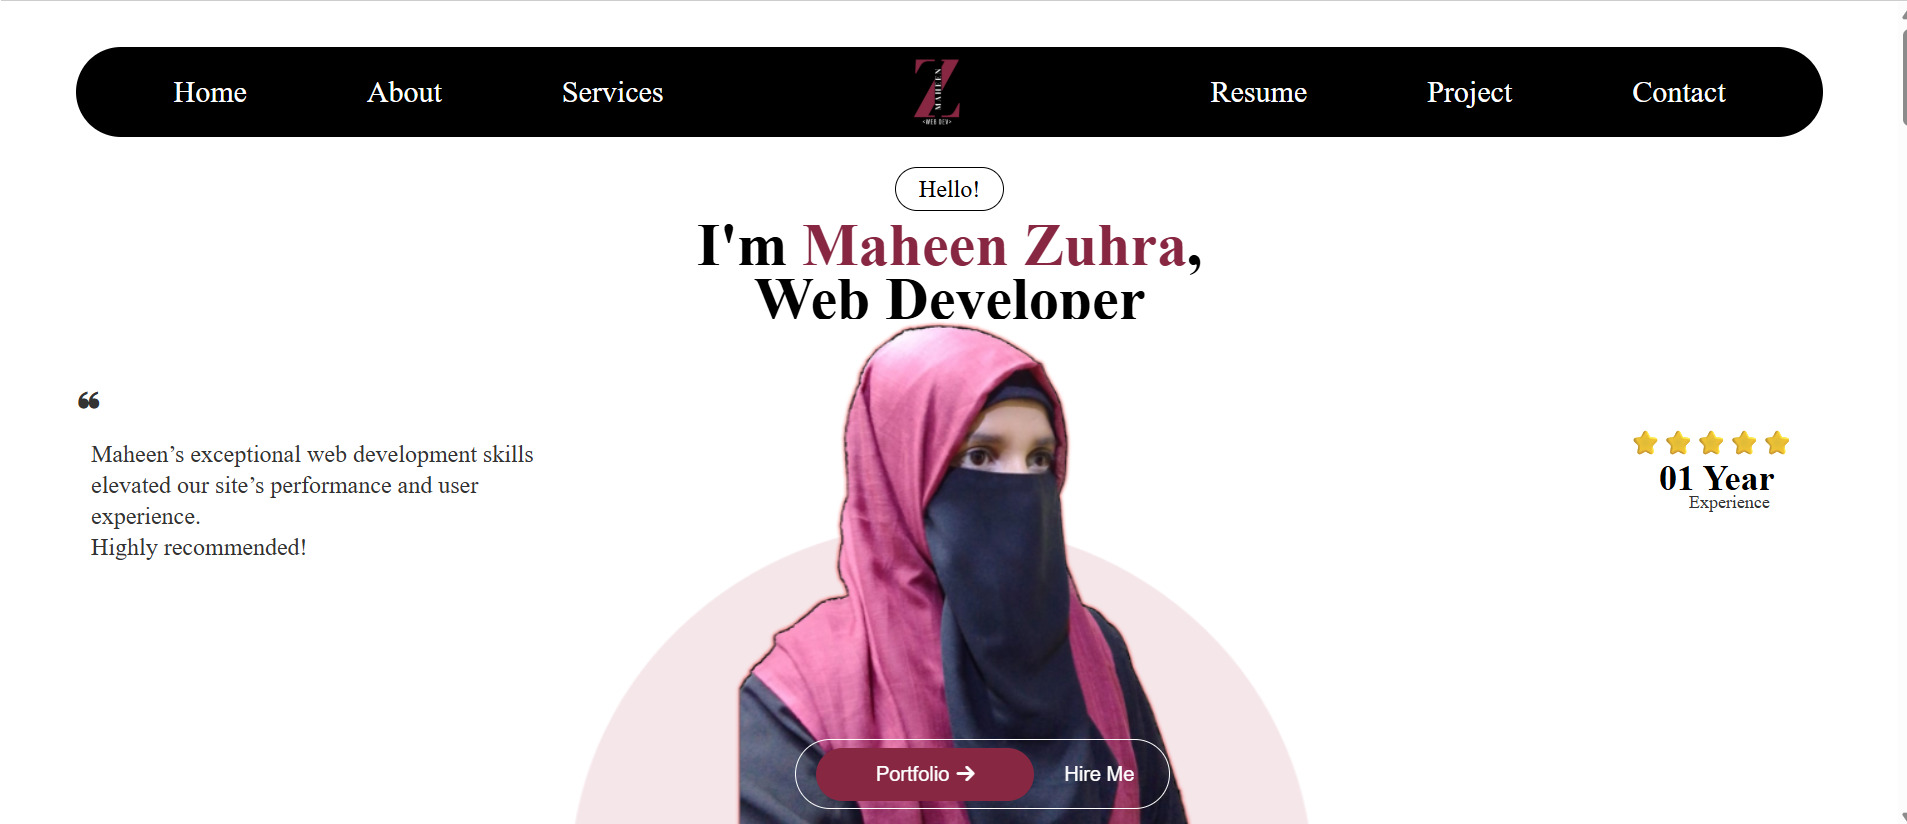 Home About Services MAHEEN <WEB DEV> Resume Project Contact
Hello!
I'm Maheen Zuhra,
Web Developer
❝
Maheen’s exceptional web development skills
elevated our site’s performance and user
experience.
Highly recommended!
01 Year
Experience
Portfolio → Hire Me